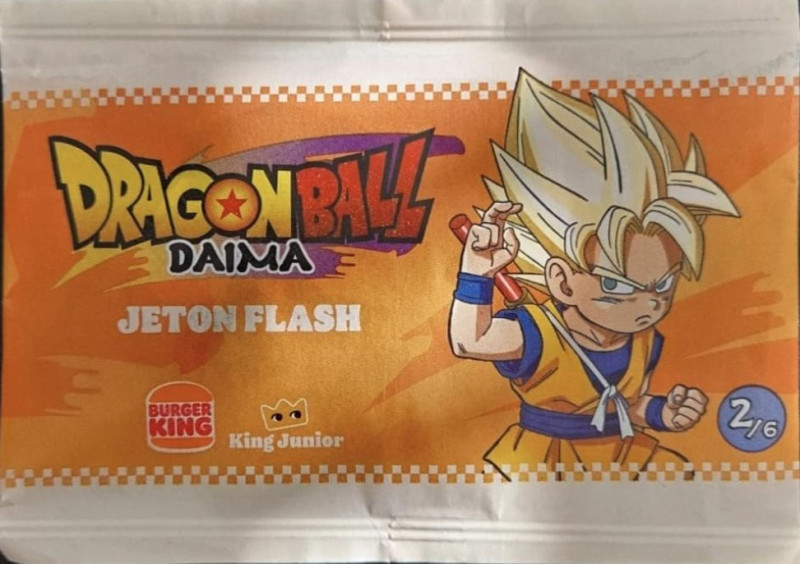 DRAGON BALL
DAIMA
JETON FLASH
BURGER
KING
King Junior
2/6